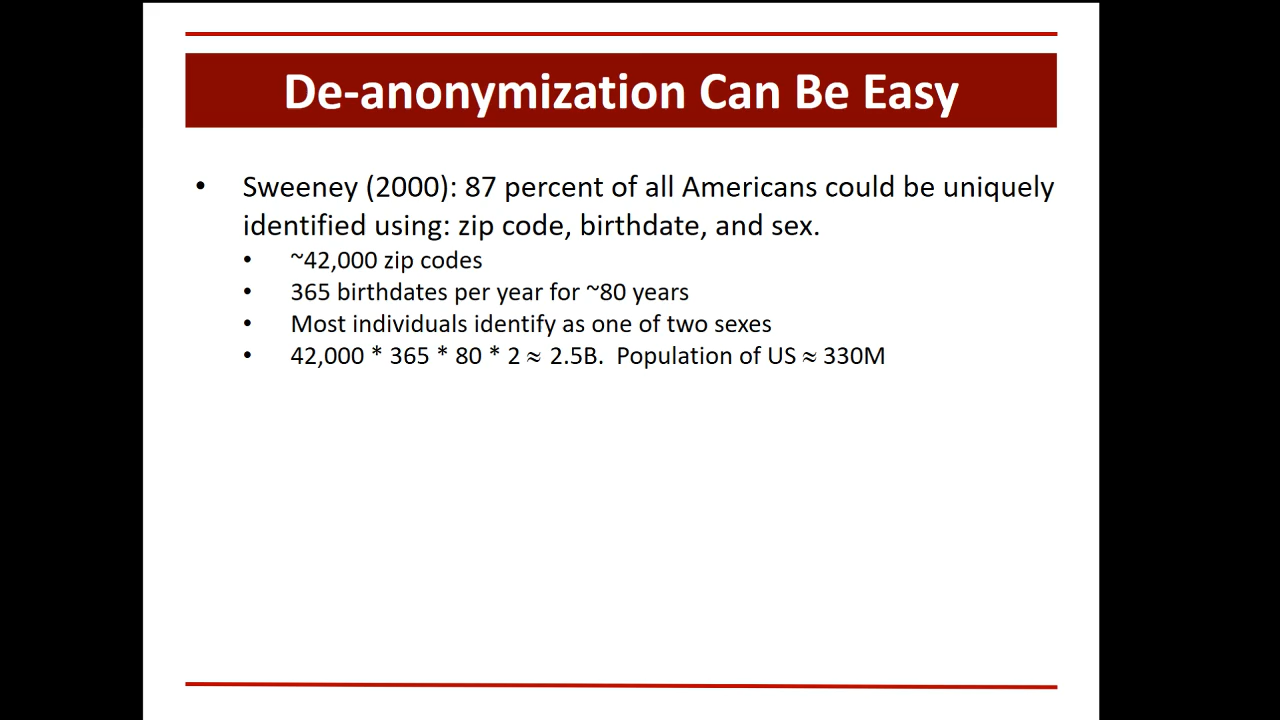 De-anonymization Can Be Easy
• Sweeney (2000): 87 percent of all Americans could be uniquely
identified using: zip code, birthdate, and sex.
• ~42,000 zip codes
• 365 birthdates per year for ~80 years
• Most individuals identify as one of two sexes
• 42,000 * 365 * 80 * 2 ≈ 2.5B. Population of US ≈ 330M